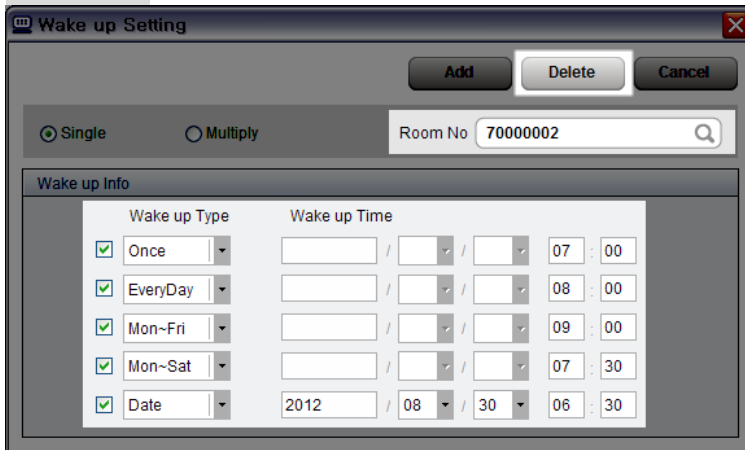 Wake up Setting
Add Delete Cancel
Single Multiply Room No 70000002
Wake up Info
Wake up Type Wake up Time
Once / / 07 : 00
EveryDay / / 08 : 00
Mon~Fri / / 09 : 00
Mon~Sat / / 07 : 30
Date 2012 / 08 / 30 06 : 30